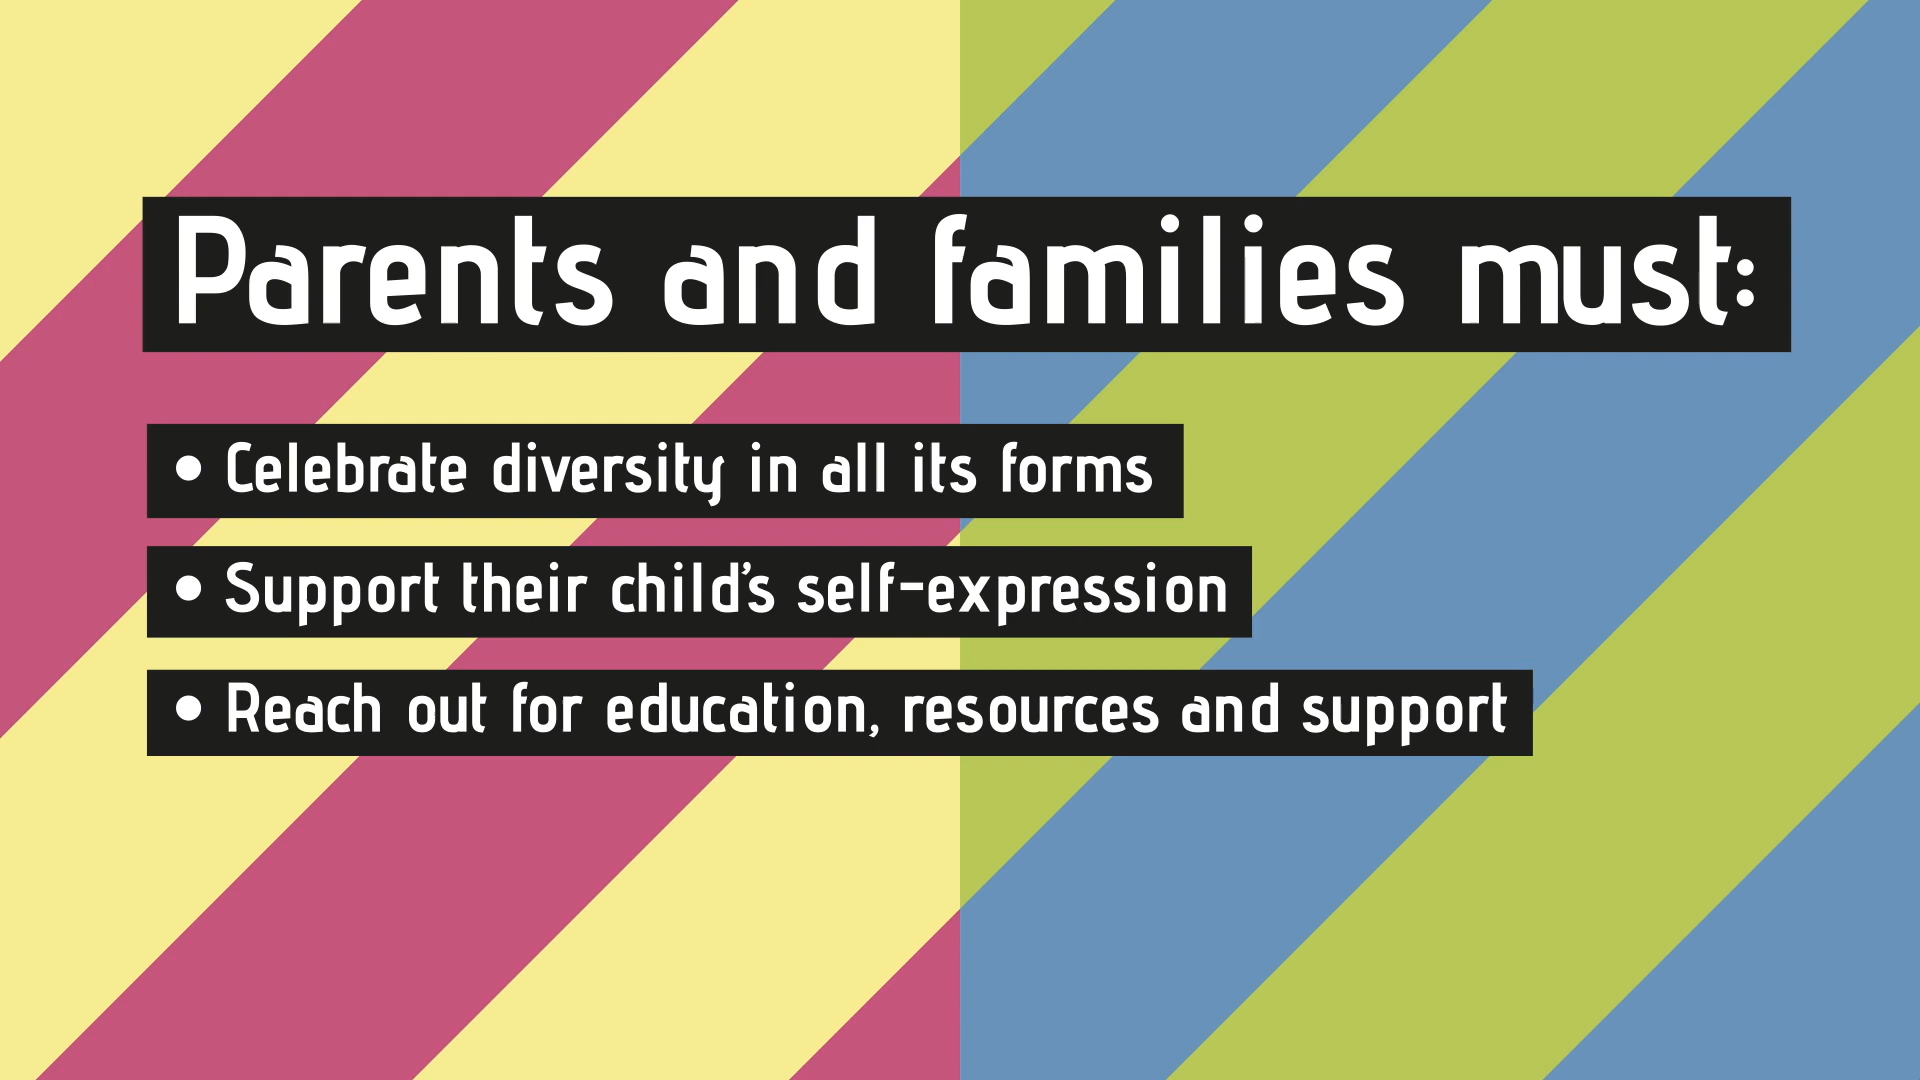 Parents and families must:
• Celebrate diversity in all its forms
• Support their child's self-expression
• Reach out for education, resources and support